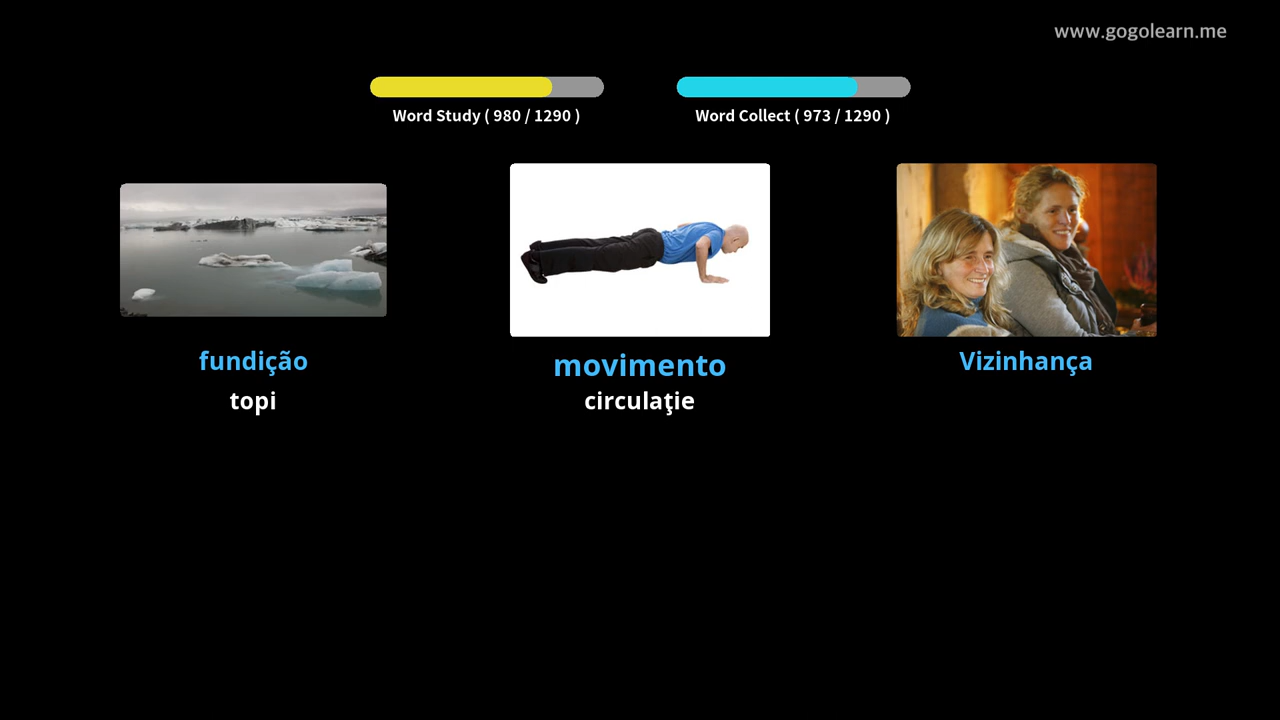 www.gogolearn.me
Word Study ( 980 / 1290 )
Word Collect ( 973 / 1290 )
fundição
topi
movimento
circulaţie
Vizinhança